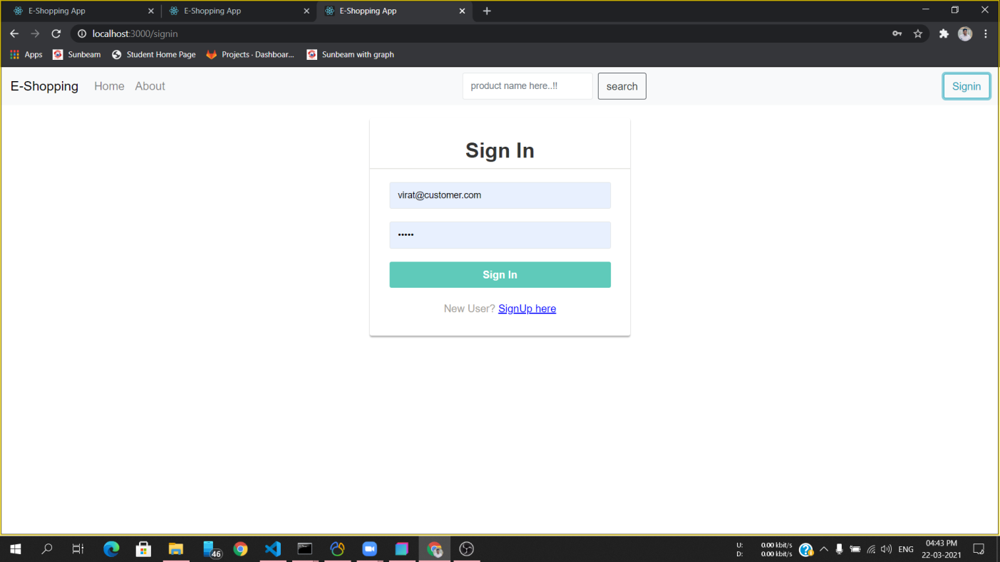 E-Shopping App
E-Shopping App
E-Shopping App
localhost:3000/signin
Apps
Sunbeam
Student Home Page
Projects · Dashboar...
Sunbeam with graph
E-Shopping
Home
About
product name here..!!
search
Signin
Sign In
virat@customer.com
•••••
Sign In
New User? SignUp here
46
U: 0.00 kbit/s
D: 0.00 kbit/s
ENG
04:43 PM
22-03-2021